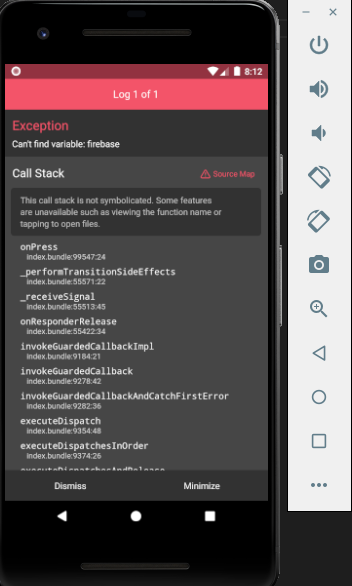 8:12
Log 1 of 1
Exception
Can't find variable: firebase
Call Stack
Source Map
This call stack is not symbolicated. Some features
are unavailable such as viewing the function name or
tapping to open files.
onPress
index.bundle:99547:24
_performTransitionSideEffects
index.bundle:55571:22
_receiveSignal
index.bundle:55513:45
onResponderRelease
index.bundle:55422:34
invokeGuardedCallbackImpl
index.bundle:9184:21
invokeGuardedCallback
index.bundle:9278:42
invokeGuardedCallbackAndCatchFirstError
index.bundle:9282:36
executeDispatch
index.bundle:9354:48
executeDispatchesInOrder
index.bundle:9374:26
executeDispatchesAndRelease
Dismiss
Minimize